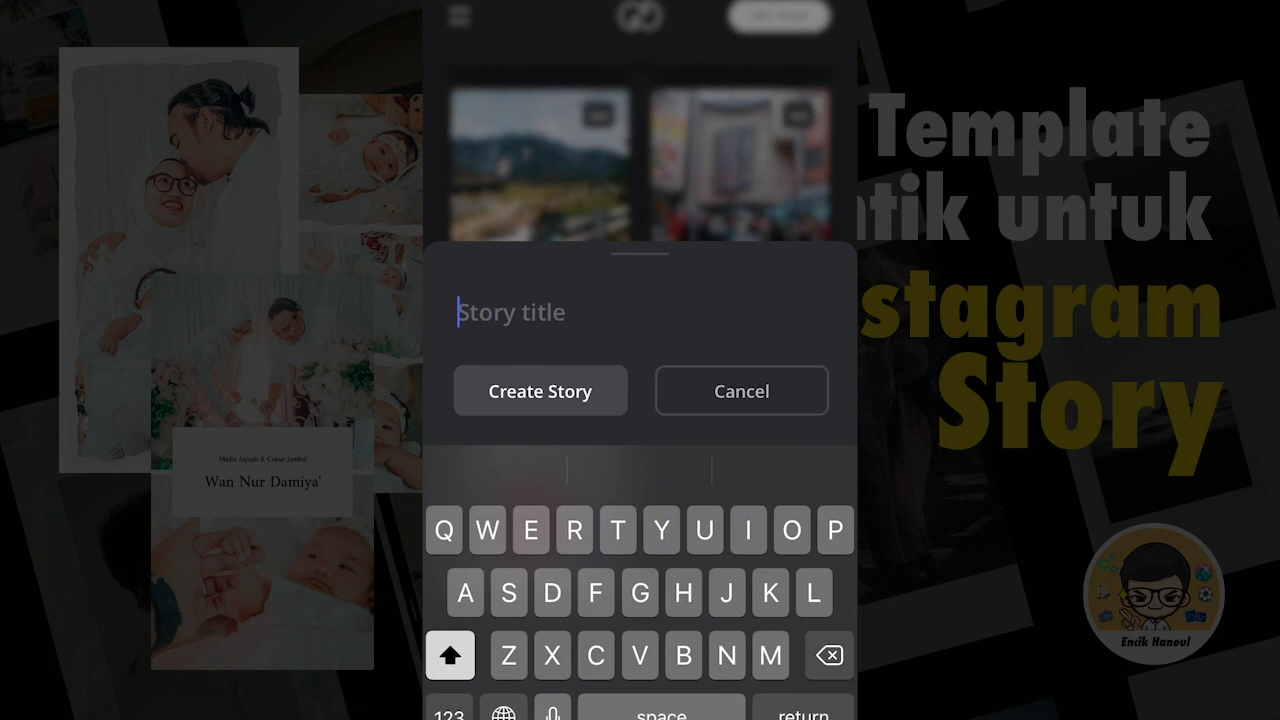 Template
ntik untuk
stagram
Story
Majlis Aqiqah & Cukur Jambul
Wan Nur Damiya'
Story title
Create Story
Cancel
Q W E R T Y U I O P
A S D F G H J K L
Z X C V B N M
123
space
return
Encik Haneul